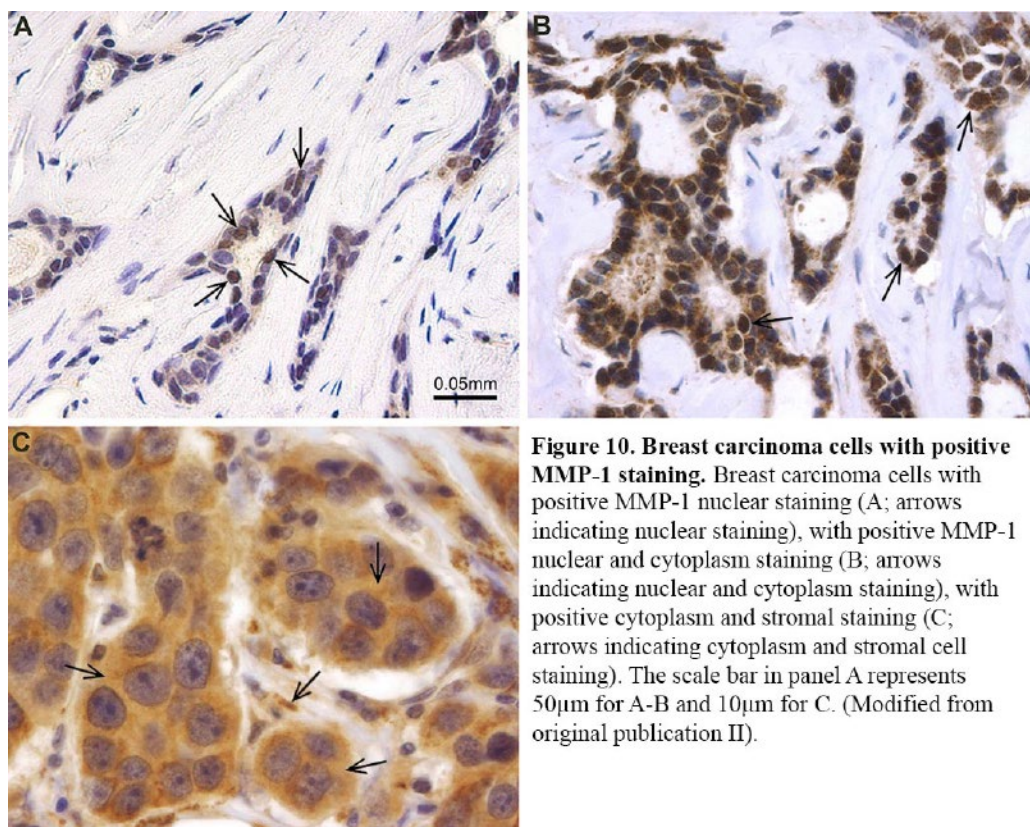 A
B
0.05mm
C
Figure 10. Breast carcinoma cells with positive
MMP-1 staining. Breast carcinoma cells with
positive MMP-1 nuclear staining (A; arrows
indicating nuclear staining), with positive MMP-1
nuclear and cytoplasm staining (B; arrows
indicating nuclear and cytoplasm staining), with
positive cytoplasm and stromal staining (C;
arrows indicating cytoplasm and stromal cell
staining). The scale bar in panel A represents
50μm for A-B and 10μm for C. (Modified from
original publication II).